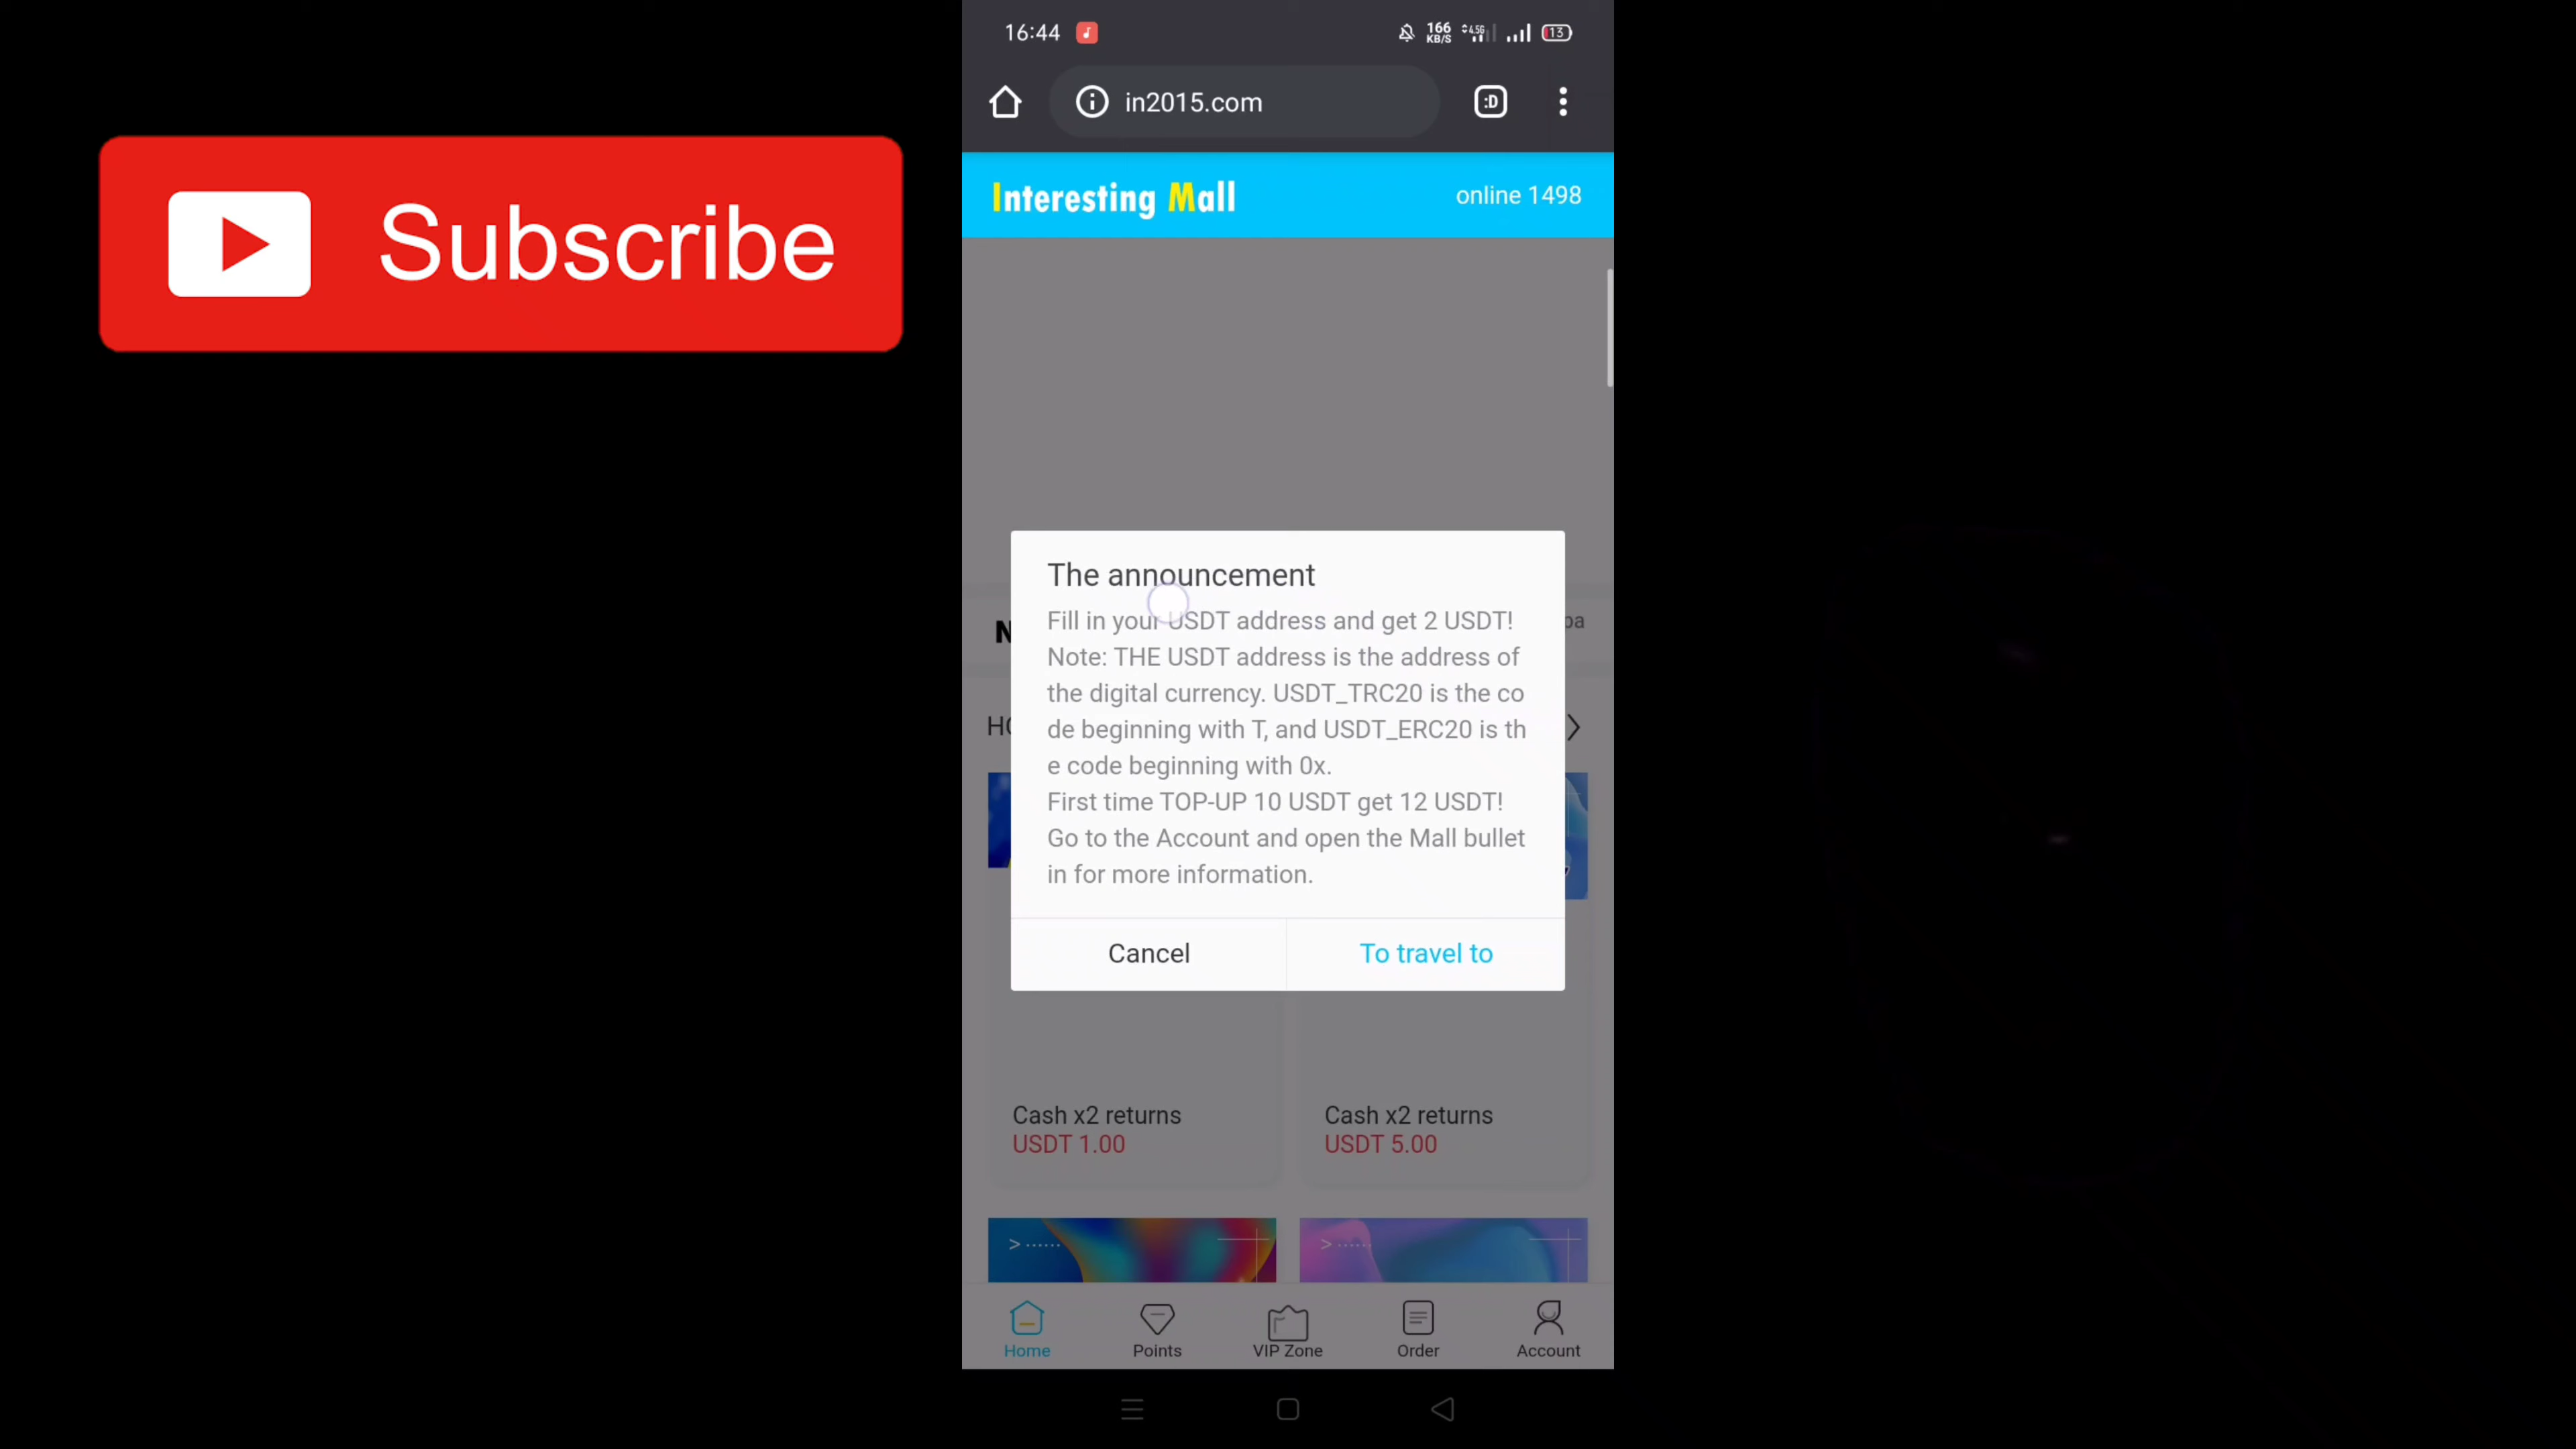 Subscribe
16:44
166
KB/S
4.5G
13
in2015.com
:D
Interesting Mall
online 1498
The announcement
Fill in your USDT address and get 2 USDT!
Note: THE USDT address is the address of
the digital currency. USDT_TRC20 is the co
de beginning with T, and USDT_ERC20 is th
e code beginning with 0x.
First time TOP-UP 10 USDT get 12 USDT!
Go to the Account and open the Mall bullet
in for more information.
Cancel
To travel to
Cash x2 returns
USDT 1.00
Cash x2 returns
USDT 5.00
Home
Points
VIP Zone
Order
Account